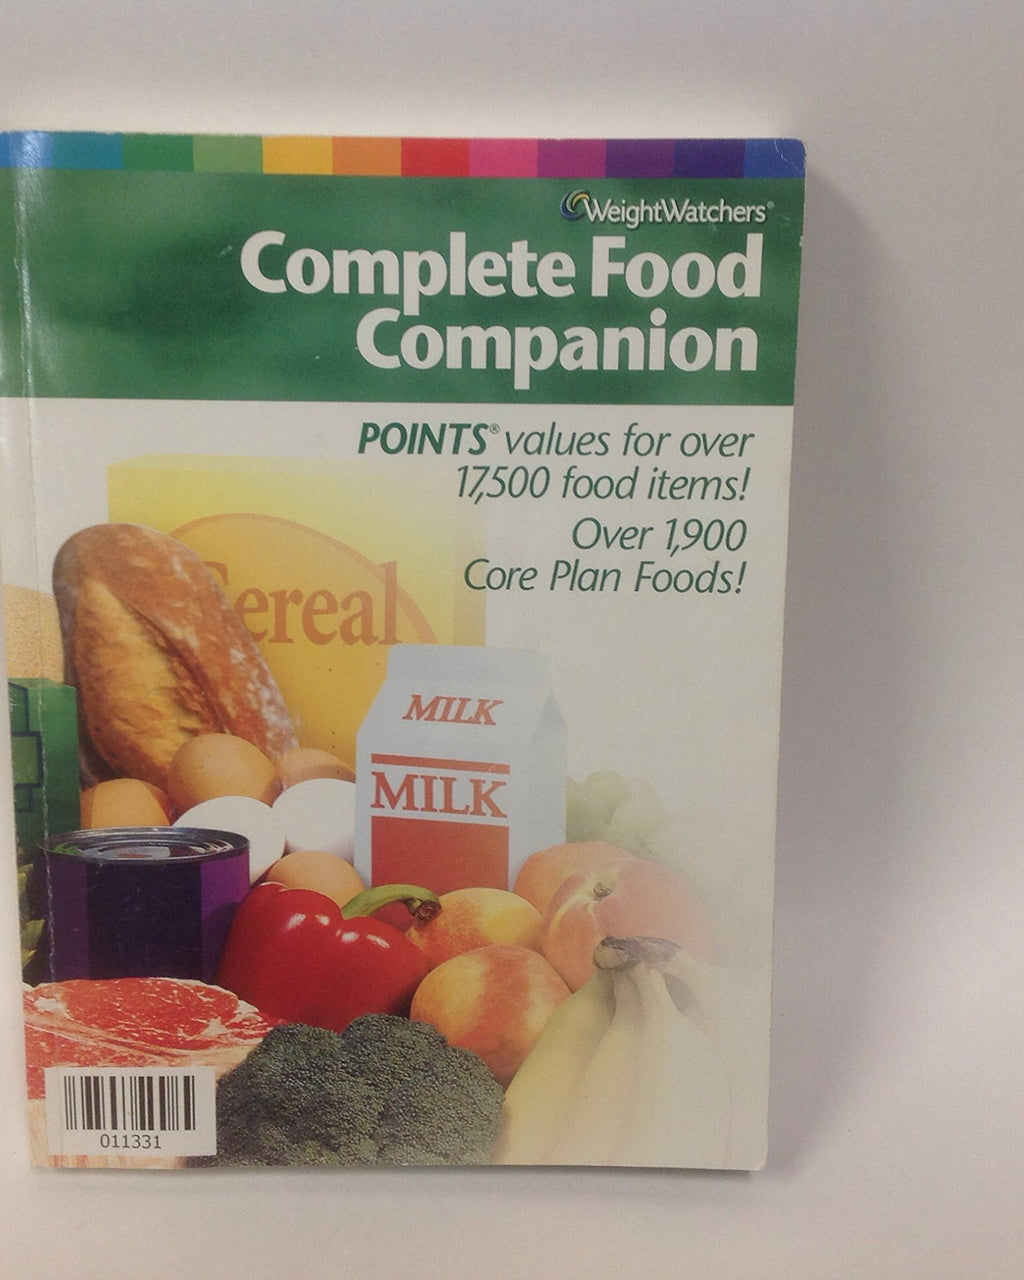 WeightWatchers®
Complete Food
Companion
POINTS® values for over
17,500 food items!
Over 1,900
Core Plan Foods!
Cereal
MILK
MILK
011331